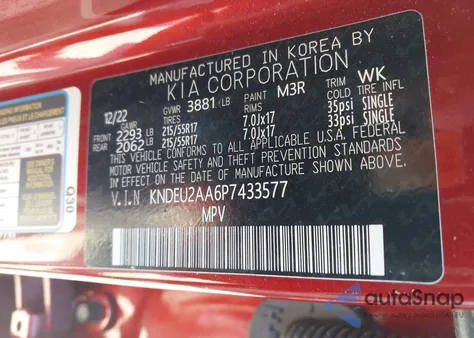 MANUFACTURED IN KOREA BY
KIA CORPORATION
12/22 GVWR 3881 LB PAINT M3R TRIM WK
GAWR TIRES RIMS COLD TIRE INFL
FRONT 2293 LB 215/55R17 7.0Jx17 35psi SINGLE
REAR 2062 LB 215/55R17 7.0Jx17 33psi SINGLE
THIS VEHICLE CONFORMS TO ALL APPLICABLE U.S.A. FEDERAL
MOTOR VEHICLE SAFETY AND THEFT PREVENTION STANDARDS
IN EFFECT ON THE DATE OF MANUFACTURE SHOWN ABOVE.
V.I.N KNDEU2AA6P7433577
MPV
Q30
autoSnap